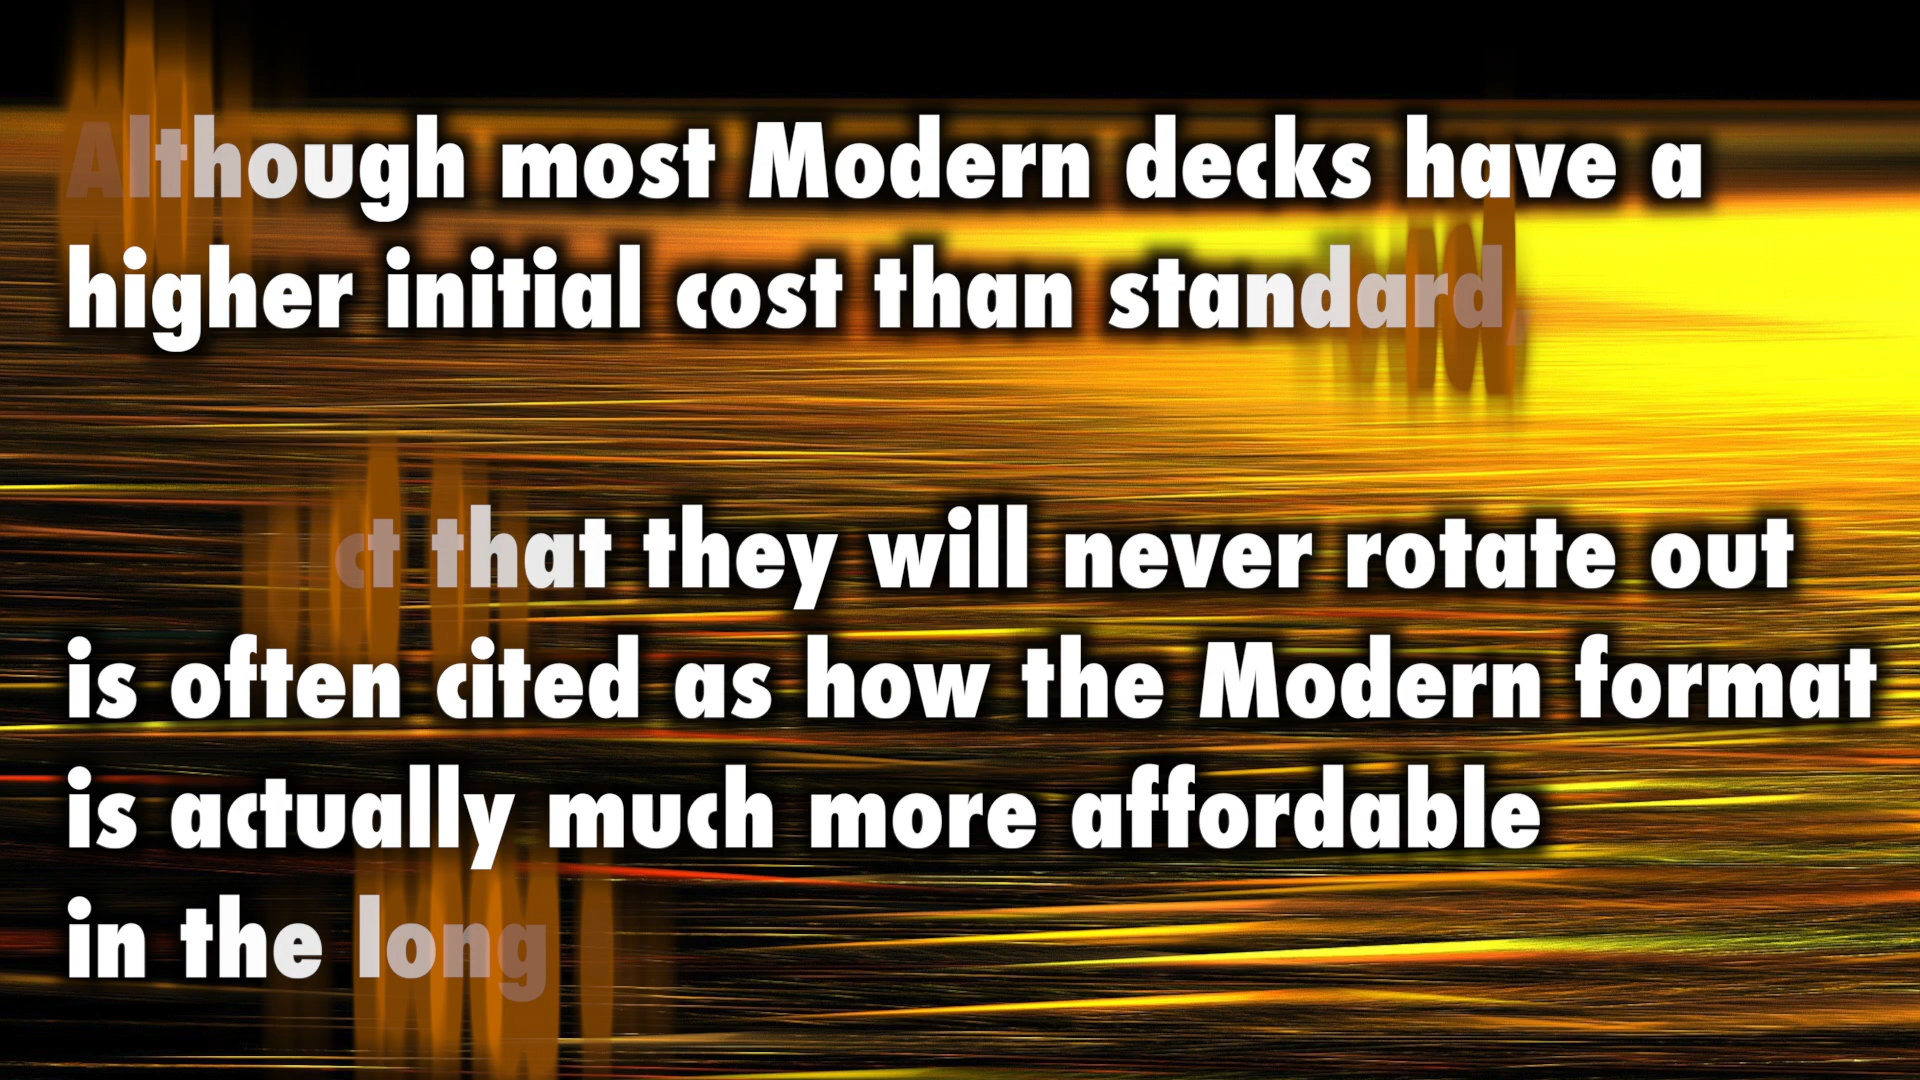 Although most Modern decks have a
higher initial cost than standard,
ct that they will never rotate out
is often cited as how the Modern format
is actually much more affordable
in the long